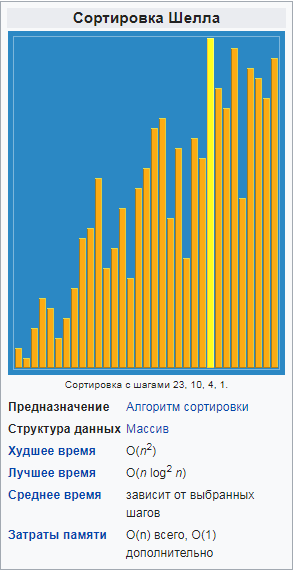 Сортировка Шелла
Сортировка с шагами 23, 10, 4, 1.
Предназначение Алгоритм сортировки
Структура данных Массив
Худшее время O(n²)
Лучшее время O(n log² n)
Среднее время зависит от выбранных
шагов
Затраты памяти О(n) всего, O(1)
дополнительно